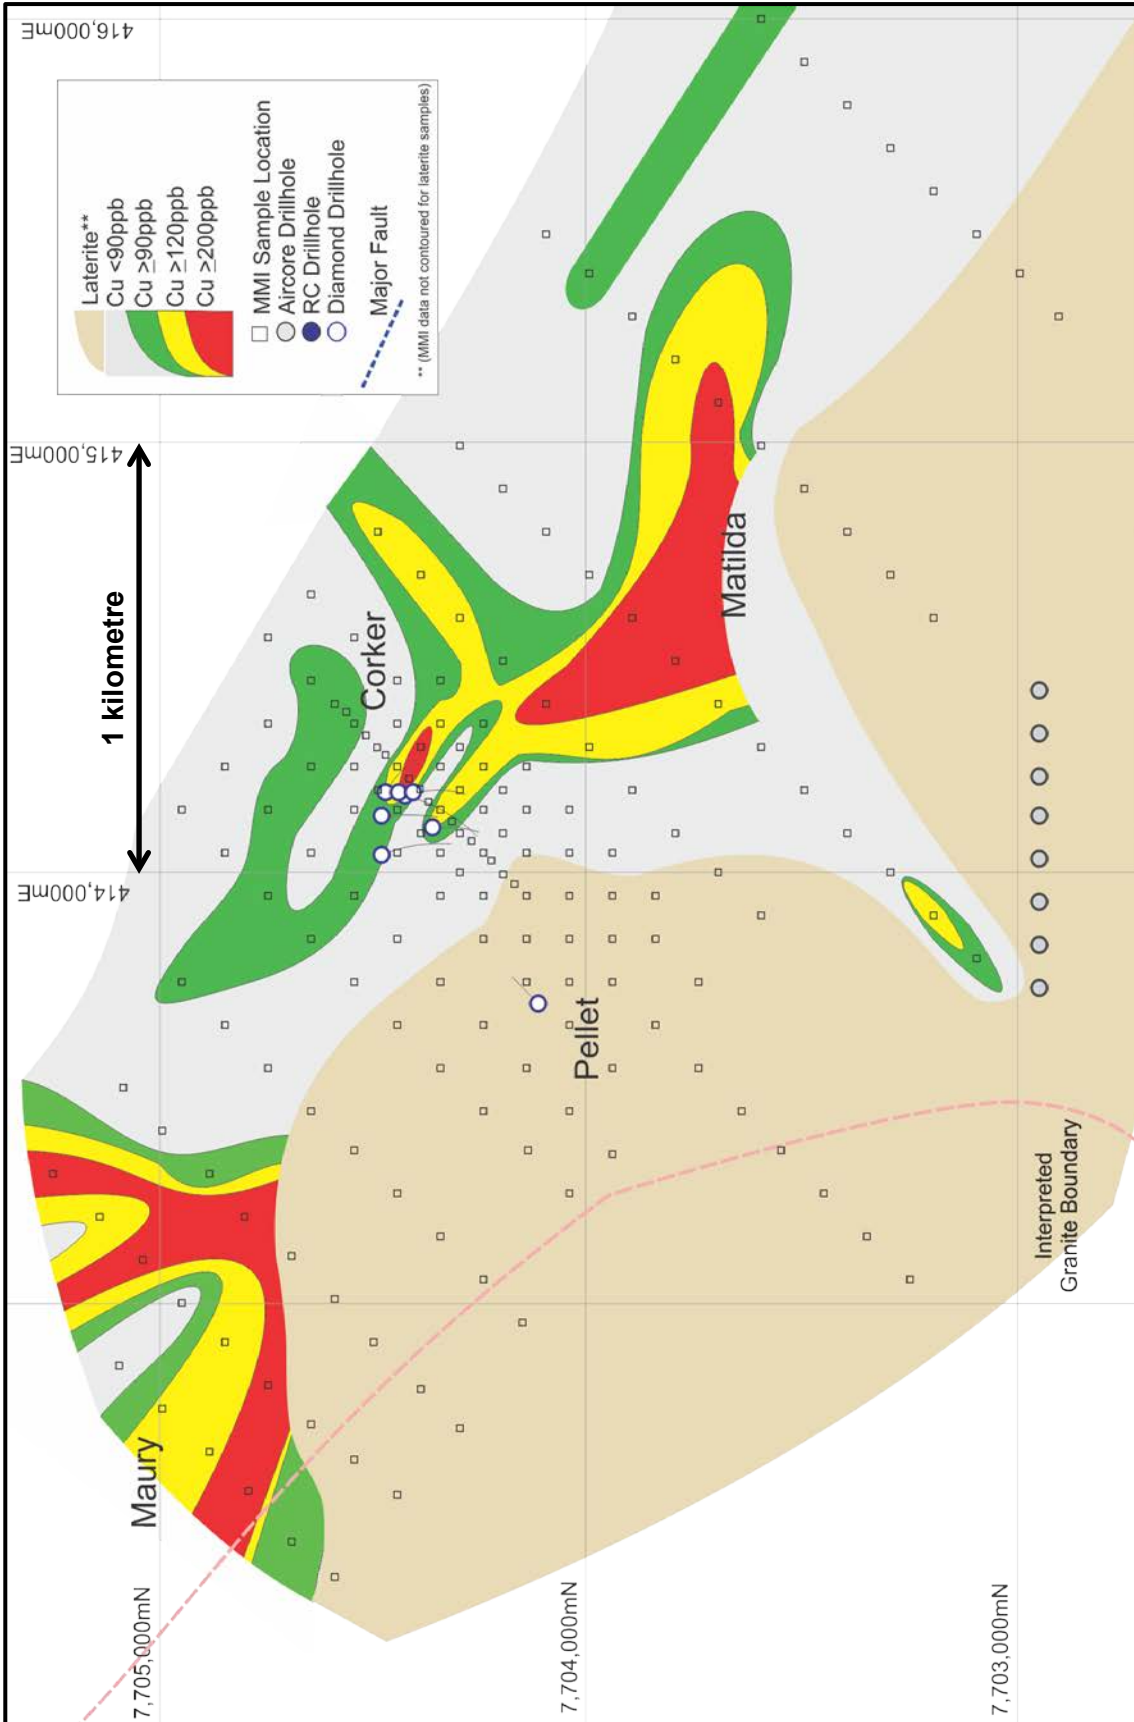 416,000mE
415,000mE
414,000mE
1 kilometre
Laterite**
Cu <90ppb
Cu ≥90ppb
Cu ≥120ppb
Cu ≥200ppb
MMI Sample Location
Aircore Drillhole
RC Drillhole
Diamond Drillhole
Major Fault
** (MMI data not contoured for laterite samples)
Corker
Matilda
Pellet
Maury
Interpreted
Granite Boundary
7,705,000mN
7,704,000mN
7,703,000mN